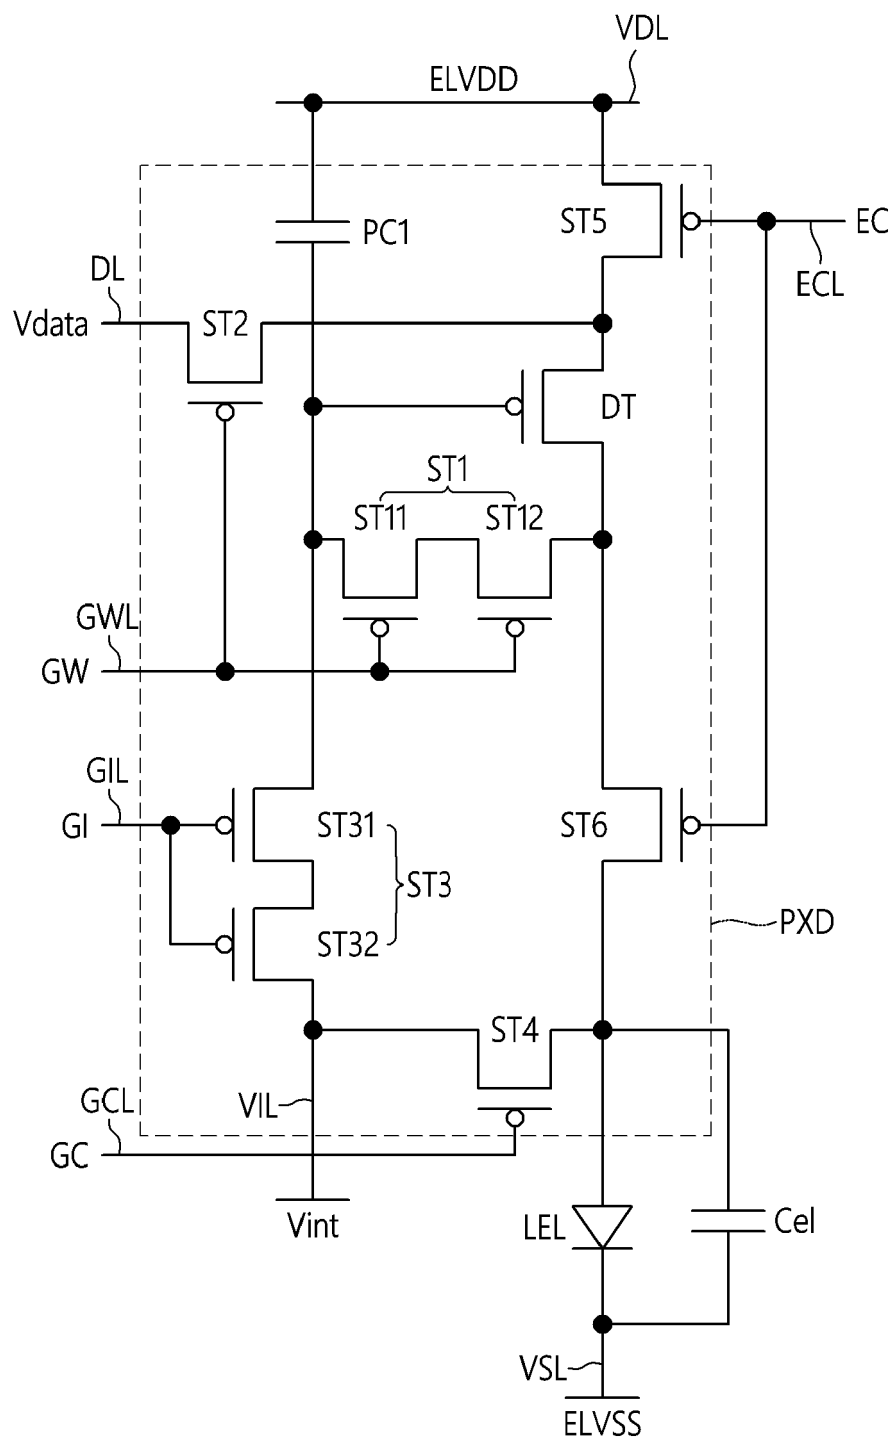 VDL
ELVDD
ST5
EC
PC1
ECL
DL
Vdata
ST2
DT
ST1
ST11
ST12
GWL
GW
GIL
GI
ST31
ST6
ST3
ST32
PXD
ST4
GCL
VIL
GC
Vint
LEL
Cel
VSL
ELVSS